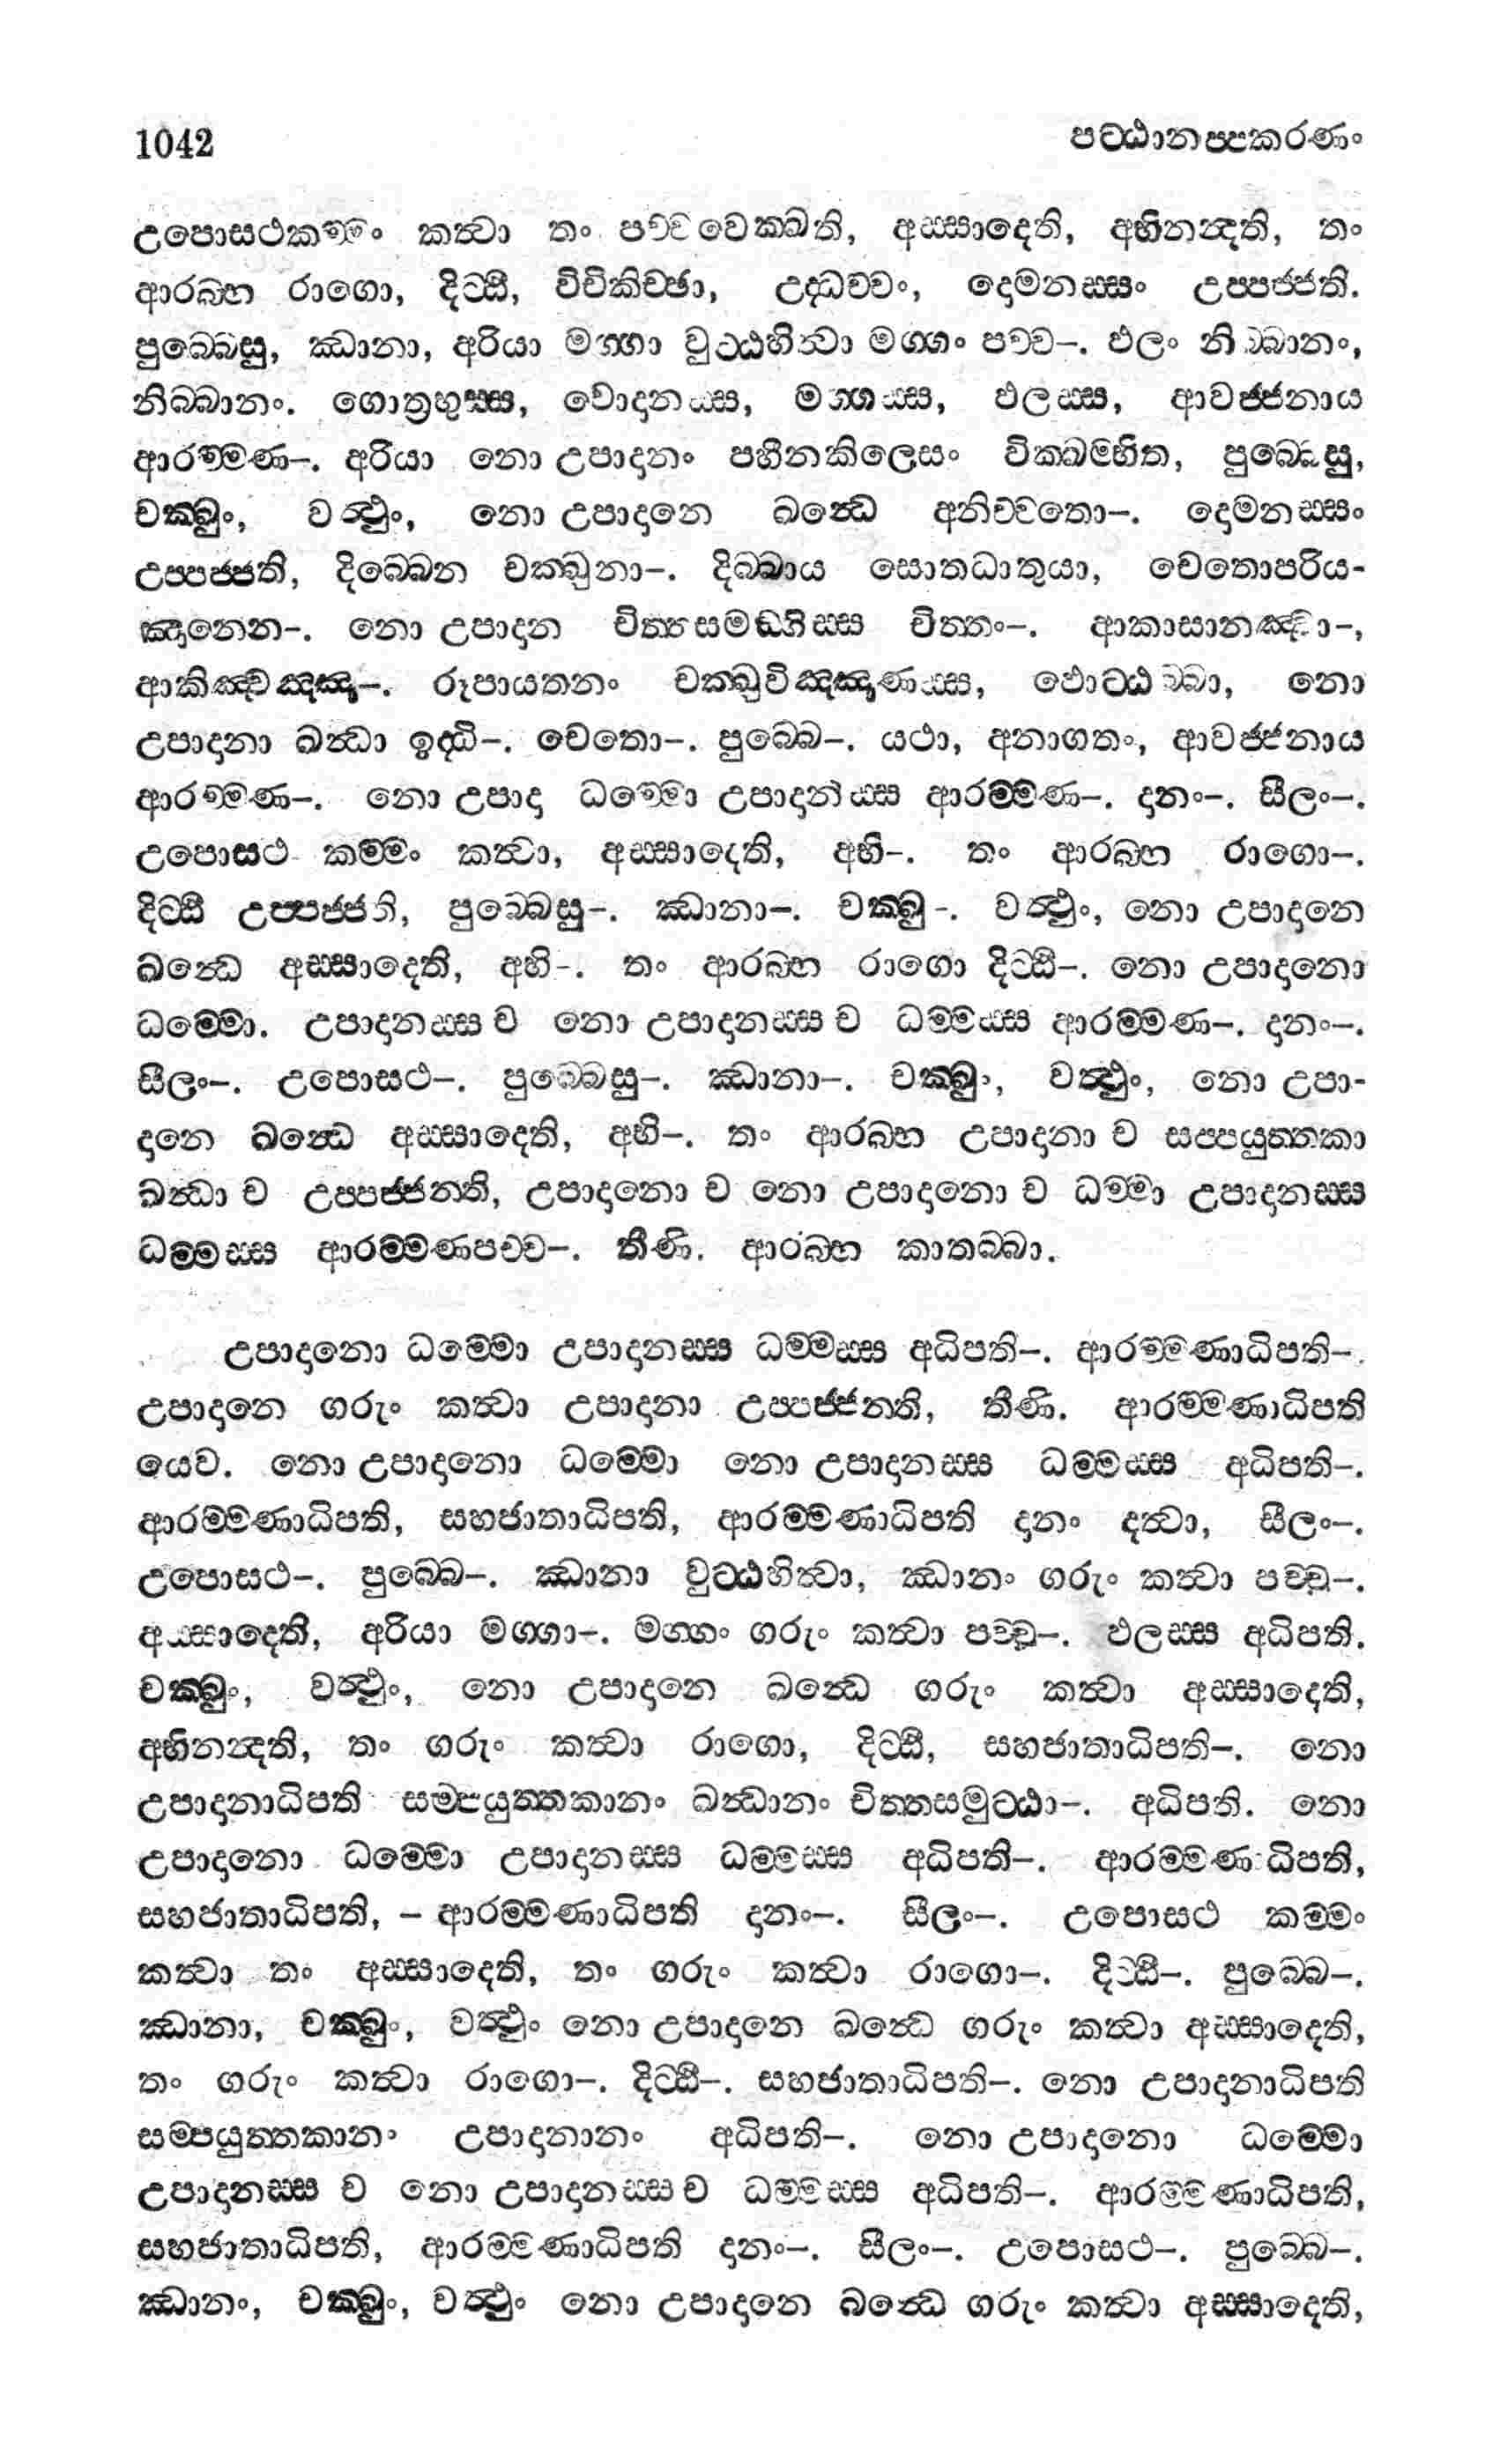 1042 පට්ඨානප්පකරණං
උපොසථකම්මං කත්වා තං පච්චවෙක්ඛති, අස්සාදෙති, අභිනන්දති, තං
ආරබ්භ රාගො, දිට්ඨි, විචිකිච්ඡා, උද්ධච්චං, දොමනස්සං උප්පජ්ජති.
පුබ්බෙසු, ඣානා, අරියා මග්ගා වුට්ඨහිත්වා මග්ගං පච්ච–. ඵලං නිබ්බානං,
නිබ්බානං. ගොත්‍රභුස්ස, වොදානස්ස, මග්ගස්ස, ඵලස්ස, ආවජ්ජනාය
ආරම්මණ–. අරියා නො උපාදානං පහීනකිලෙසං වික්ඛම්භිත, පුබ්බෙසු,
චක්ඛුං, වත්ථුං, නො උපාදානෙ ඛන්ධෙ අනිච්චතො–. දොමනස්සං
උප්පජ්ජති, දිබ්බෙන චක්ඛුනා–. දිබ්බාය සොතධාතුයා, චෙතොපරිය-
ඤාණෙන–. නො උපාදාන චිත්තසමඞ්ගිස්ස චිත්තං–. ආකාසානඤ්චා–,
ආකිඤ්චඤ්ඤ–. රූපායතනං චක්ඛුවිඤ්ඤාණස්ස, ඵොට්ඨබ්බා, නො
උපාදානා ඛන්ධා ඉද්ධි–. චෙතො–. පුබ්බෙ–. යථා, අනාගතං, ආවජ්ජනාය
ආරම්මණ–. නො උපාදා ධම්මො උපාදානස්ස ආරම්මණ–. දානං–. සීලං–.
උපොසථ කම්මං කත්වා, අස්සාදෙති, අභි–. තං ආරබ්භ රාගො–.
දිට්ඨි උප්පජ්ජති, පුබ්බෙසු–. ඣානා–. චක්ඛු–. වත්ථුං, නො උපාදානෙ
ඛන්ධෙ අස්සාදෙති, අභි–. තං ආරබ්භ රාගො දිට්ඨි–. නො උපාදානො
ධම්මො. උපාදානස්ස ච නො උපාදානස්ස ච ධම්මස්ස ආරම්මණ–. දානං–.
සීලං–. උපොසථ–. පුබ්බෙසු–. ඣානා–. චක්ඛුං, වත්ථුං, නො උපා-
දානෙ ඛන්ධෙ අස්සාදෙති, අභි–. තං ආරබ්භ උපාදානා ච සප්පයුත්තකා
ඛන්ධා ච උප්පජ්ජන්ති, උපාදානො ච නො උපාදානො ච ධම්මා උපාදානස්ස
ධම්මස්ස ආරම්මණපච්ච–. තීණි. ආරබ්භ කාතබ්බා.
උපාදානො ධම්මො උපාදානස්ස ධම්මස්ස අධිපති–. ආරම්මණාධිපති–.
උපාදානෙ ගරුං කත්වා උපාදානා උප්පජ්ජන්ති, තීණි. ආරම්මණාධිපති
යෙව. නො උපාදානො ධම්මො නො උපාදානස්ස ධම්මස්ස අධිපති–.
ආරම්මණාධිපති, සහජාතාධිපති, ආරම්මණාධිපති දානං දත්වා, සීලං–.
උපොසථ–. පුබ්බෙ–. ඣානා වුට්ඨහිත්වා, ඣානං ගරුං කත්වා පච්ච–.
අස්සාදෙති, අරියා මග්ගා–. මග්ගං ගරුං කත්වා පච්ච–. ඵලස්ස අධිපති.
චක්ඛුං, වත්ථුං, නො උපාදානෙ ඛන්ධෙ ගරුං කත්වා අස්සාදෙති,
අභිනන්දති, තං ගරුං කත්වා රාගො, දිට්ඨි, සහජාතාධිපති–. නො
උපාදානාධිපති සම්පයුත්තකානං ඛන්ධානං චිත්තසමුට්ඨා–. අධිපති. නො
උපාදානො ධම්මො උපාදානස්ස ධම්මස්ස අධිපති–. ආරම්මණාධිපති,
සහජාතාධිපති, – ආරම්මණාධිපති දානං–. සීලං–. උපොසථ කම්මං
කත්වා තං අස්සාදෙති, තං ගරුං කත්වා රාගො–. දිට්ඨි–. පුබ්බෙ–.
ඣානා, චක්ඛුං, වත්ථුං නො උපාදානෙ ඛන්ධෙ ගරුං කත්වා අස්සාදෙති,
තං ගරුං කත්වා රාගො–. දිට්ඨි–. සහජාතාධිපති–. නො උපාදානාධිපති
සම්පයුත්තකානං උපාදානානං අධිපති–. නො උපාදානො ධම්මො
උපාදානස්ස ච නො උපාදානස්ස ච ධම්මස්ස අධිපති–. ආරම්මණාධිපති,
සහජාතාධිපති, ආරම්මණාධිපති දානං–. සීලං–. උපොසථ–. පුබ්බෙ–.
ඣානං, චක්ඛුං, වත්ථුං නො උපාදානෙ ඛන්ධෙ ගරුං කත්වා අස්සාදෙති,